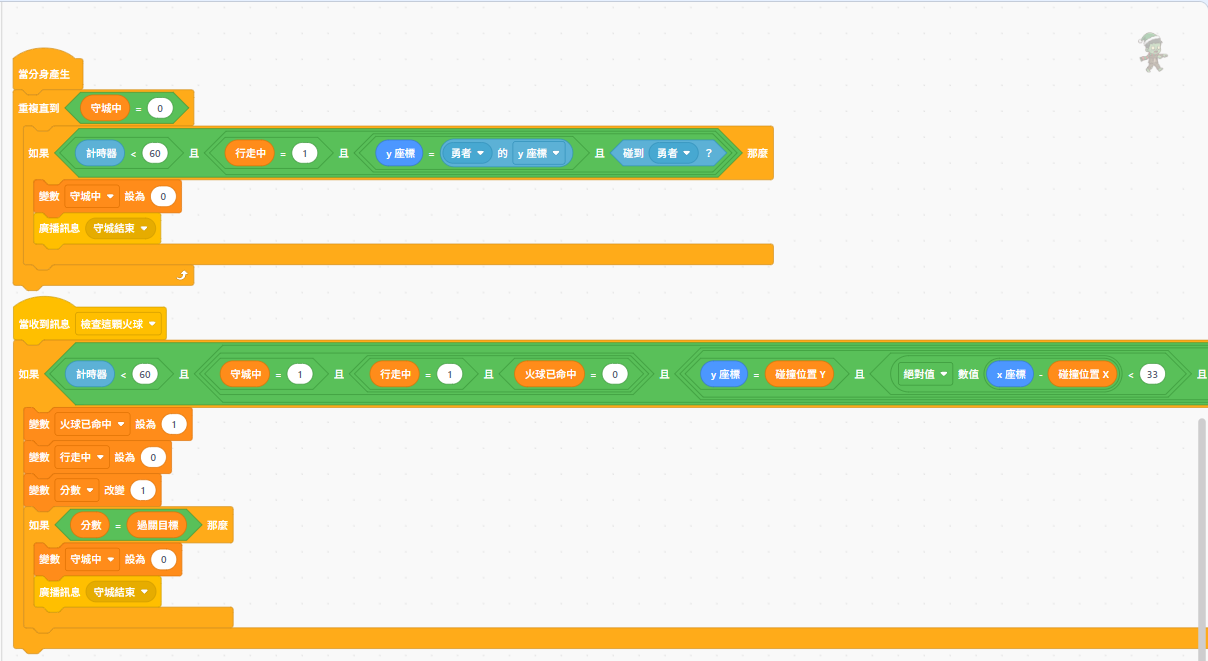 當分身產生
重複直到 守城中 = 0
如果 計時器 < 60 且 行走中 = 1 且 y 座標 = 勇者 的 y 座標 且 碰到 勇者 ? 那麼
變數 守城中 設為 0
廣播訊息 守城結束
當收到訊息 檢查這顆火球
如果 計時器 < 60 且 守城中 = 1 且 行走中 = 1 且 火球已命中 = 0 且 y 座標 = 碰撞位置 Y 且 絕對值 數值 x 座標 - 碰撞位置 X < 33 且
變數 火球已命中 設為 1
變數 行走中 設為 0
變數 分數 改變 1
如果 分數 = 過關目標 那麼
變數 守城中 設為 0
廣播訊息 守城結束